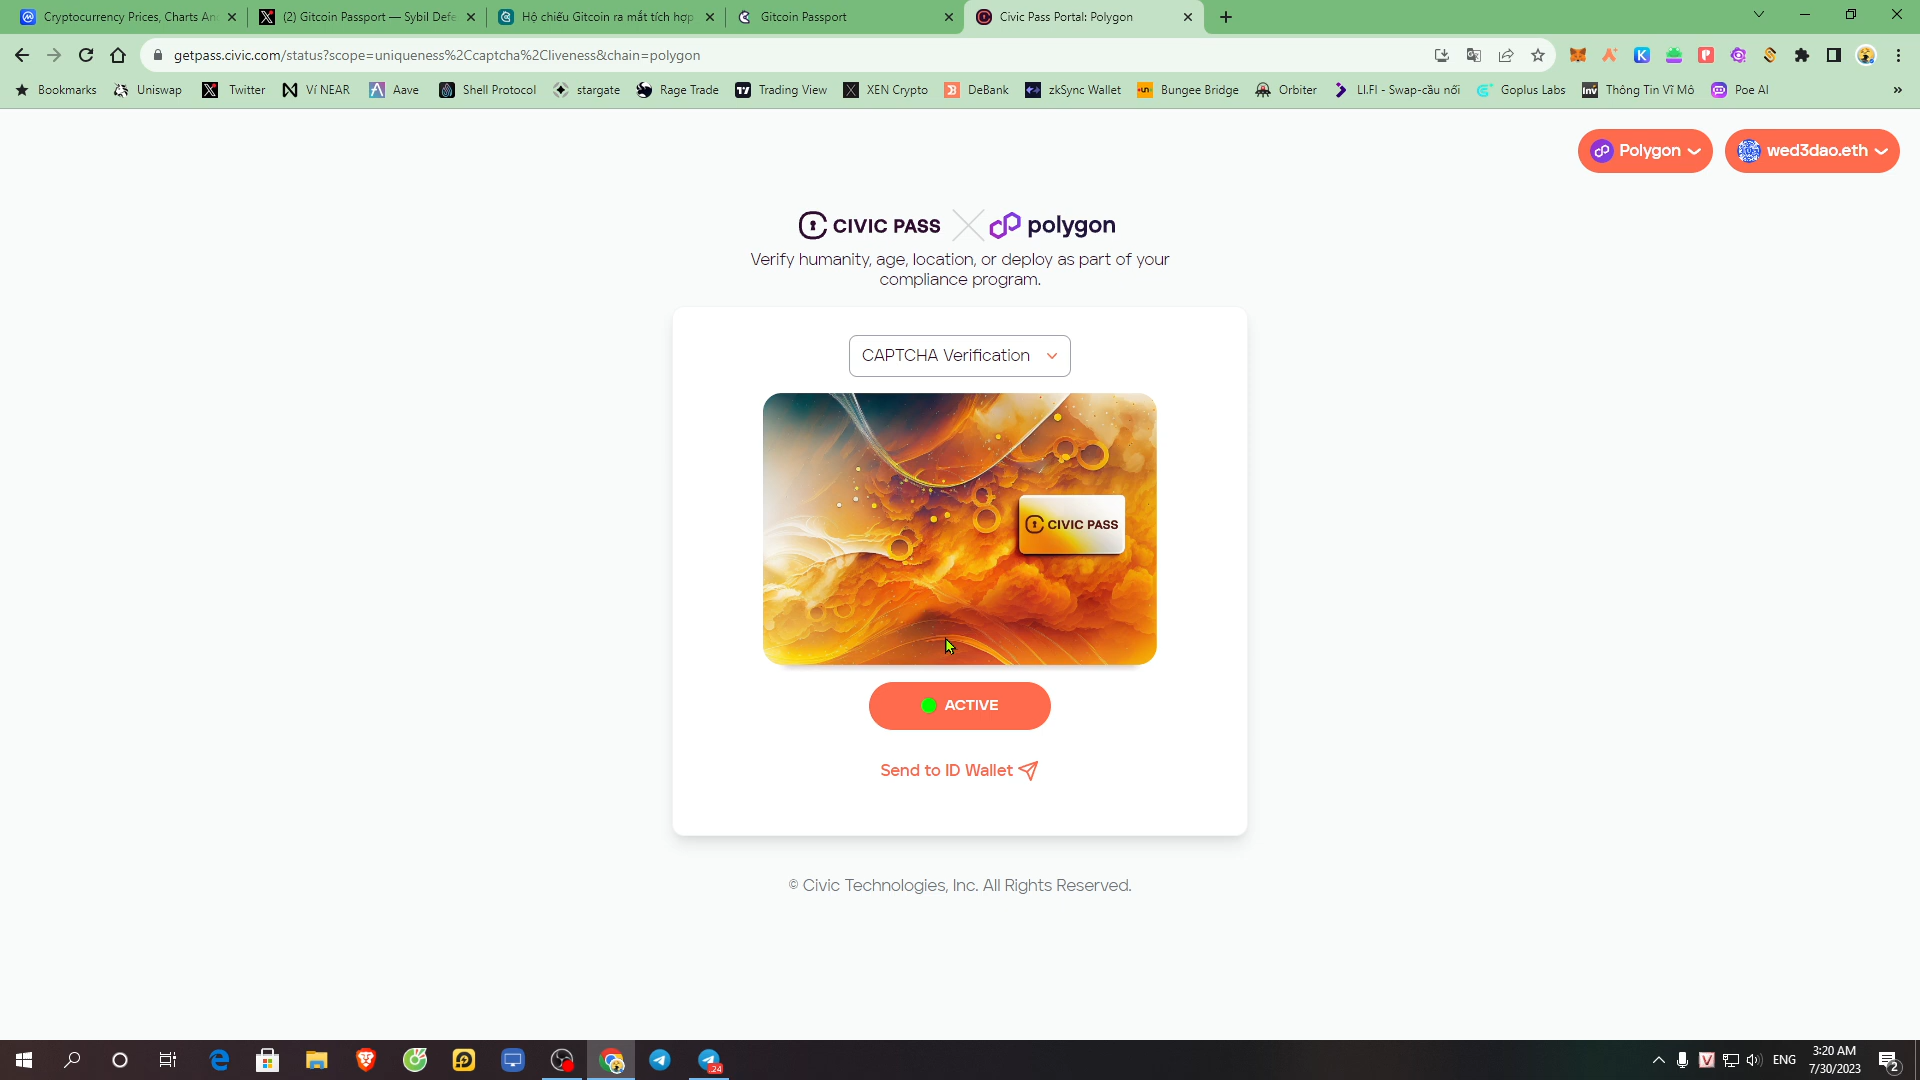 Cryptocurrency Prices, Charts An
(2) Gitcoin Passport — Sybil Defe
Hộ chiếu Gitcoin ra mắt tích hợp
Gitcoin Passport
Civic Pass Portal: Polygon
getpass.civic.com/status?scope=uniqueness%2Ccaptcha%2Cliveness&chain=polygon
Bookmarks
Uniswap
Twitter
Ví NEAR
Aave
Shell Protocol
stargate
Rage Trade
Trading View
XEN Crypto
DeBank
zkSync Wallet
Bungee Bridge
Orbiter
LI.FI - Swap-cầu nối
Goplus Labs
Thông Tin Vĩ Mô
Poe AI
Polygon
wed3dao.eth
CIVIC PASS
polygon
Verify humanity, age, location, or deploy as part of your
compliance program.
CAPTCHA Verification
CIVIC PASS
ACTIVE
Send to ID Wallet
© Civic Technologies, Inc. All Rights Reserved.
24
ENG
3:20 AM
7/30/2023
2